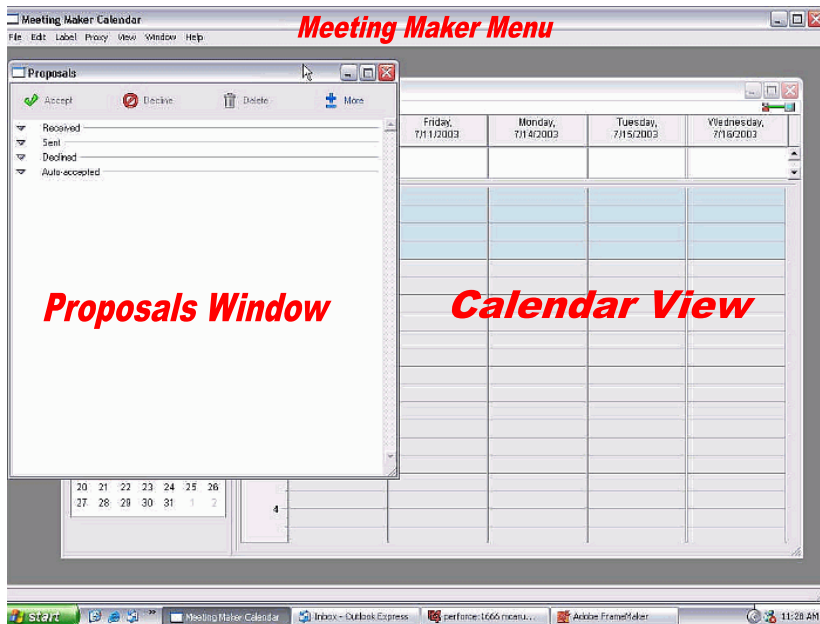 Meeting Maker Calendar
Meeting Maker Menu
File Edit Label Proxy View Window Help
Proposals
Accept Decline Delete More
Received
Sent
Declined
Auto-accepted
Friday, 7/11/2003
Monday, 7/14/2003
Tuesday, 7/15/2003
Wednesday, 7/16/2003
Proposals Window
Calendar View
20 21 22 23 24 25 26
27 28 29 30 31 1 2
4
start
Meeting Maker Calendar
Inbox - Outlook Express
perforce:1666
Adobe FrameMaker
11:28 AM